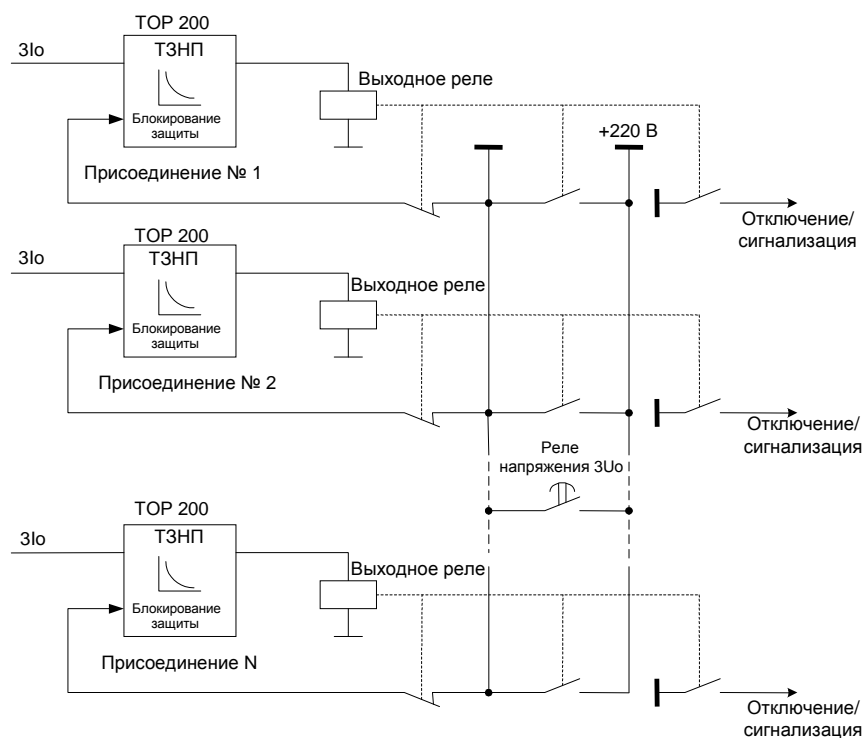 ТОР 200
3Io
ТЗНП
Блокирование
защиты
Выходное реле
+220 В
Присоединение № 1
Отключение/
сигнализация
ТОР 200
3Io
ТЗНП
Блокирование
защиты
Выходное реле
Присоединение № 2
Отключение/
сигнализация
Реле
напряжения 3Uo
ТОР 200
3Io
ТЗНП
Блокирование
защиты
Выходное реле
Присоединение N
Отключение/
сигнализация